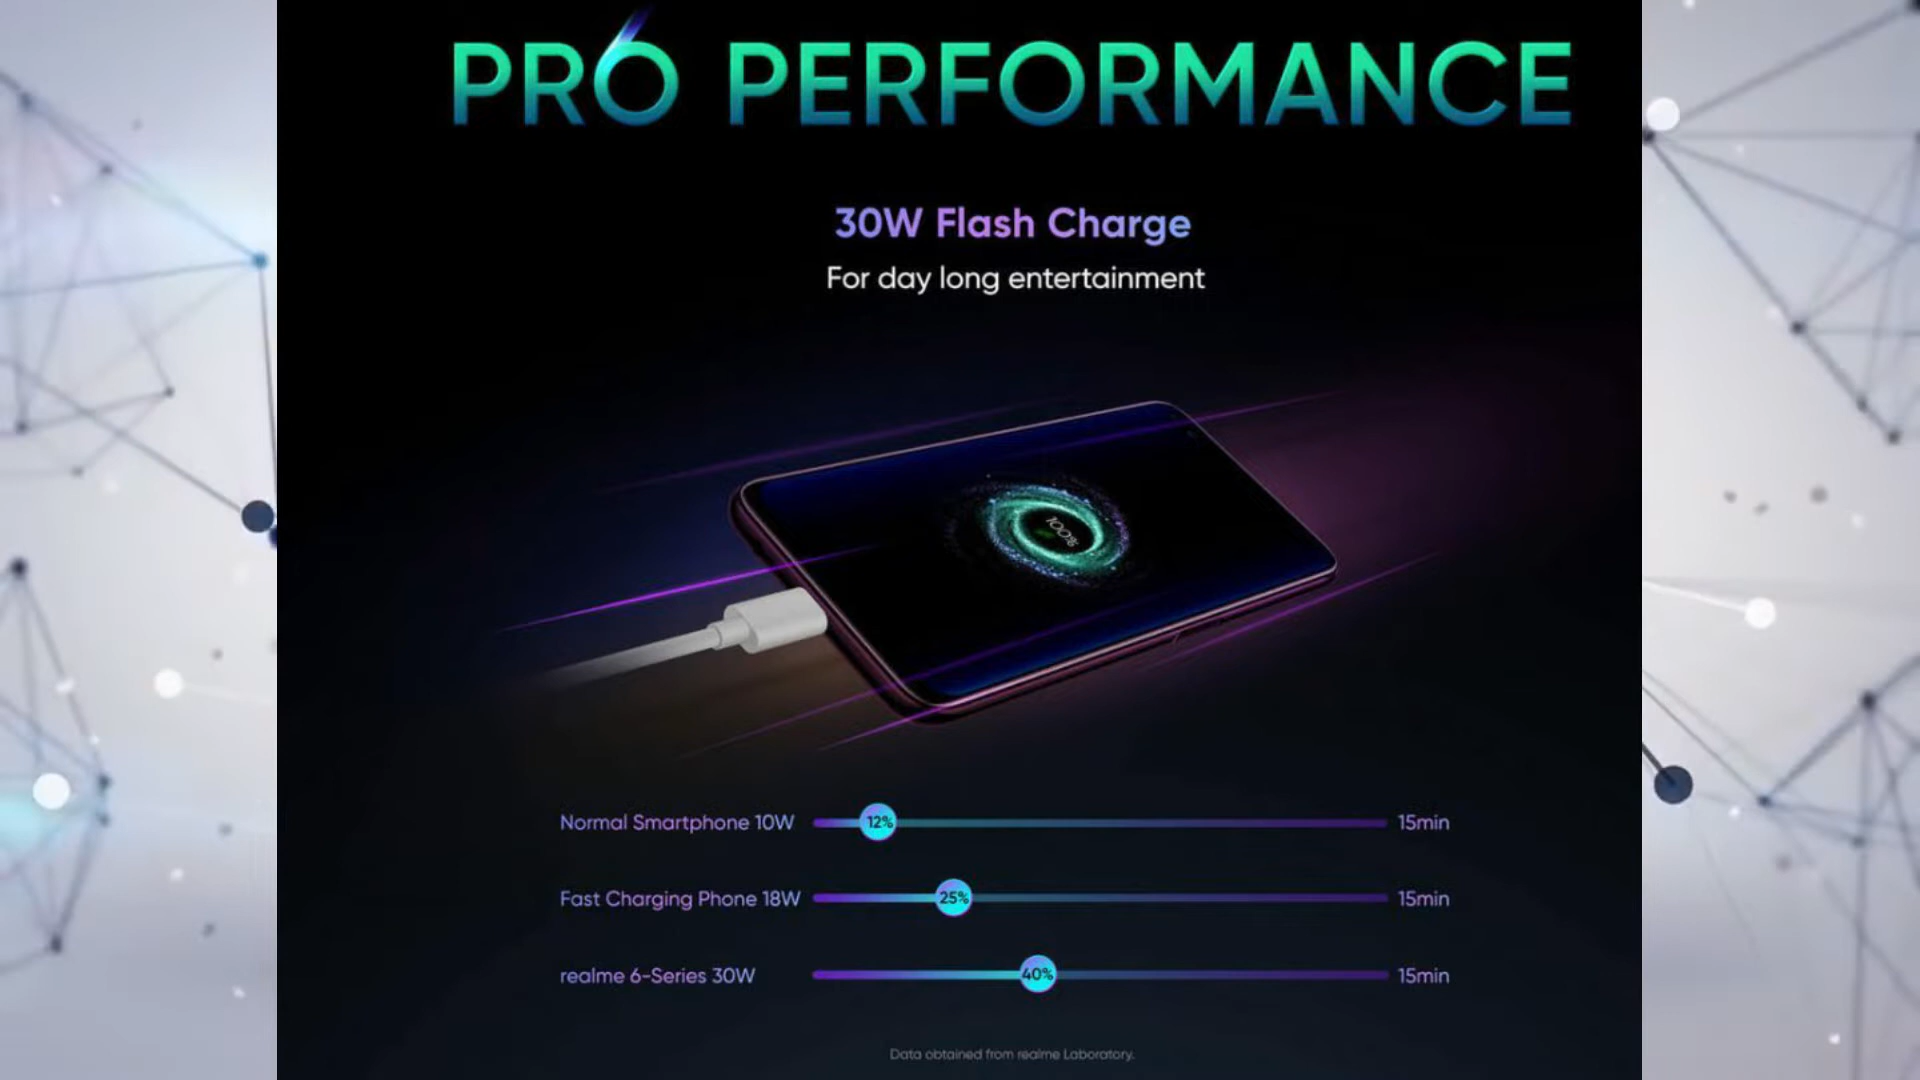 PR6 PERFORMANCE
30W Flash Charge
For day long entertainment
100%
Normal Smartphone 10W 12% 15min
Fast Charging Phone 18W 25% 15min
realme 6-Series 30W 40% 15min
Data obtained from realme Laboratory.